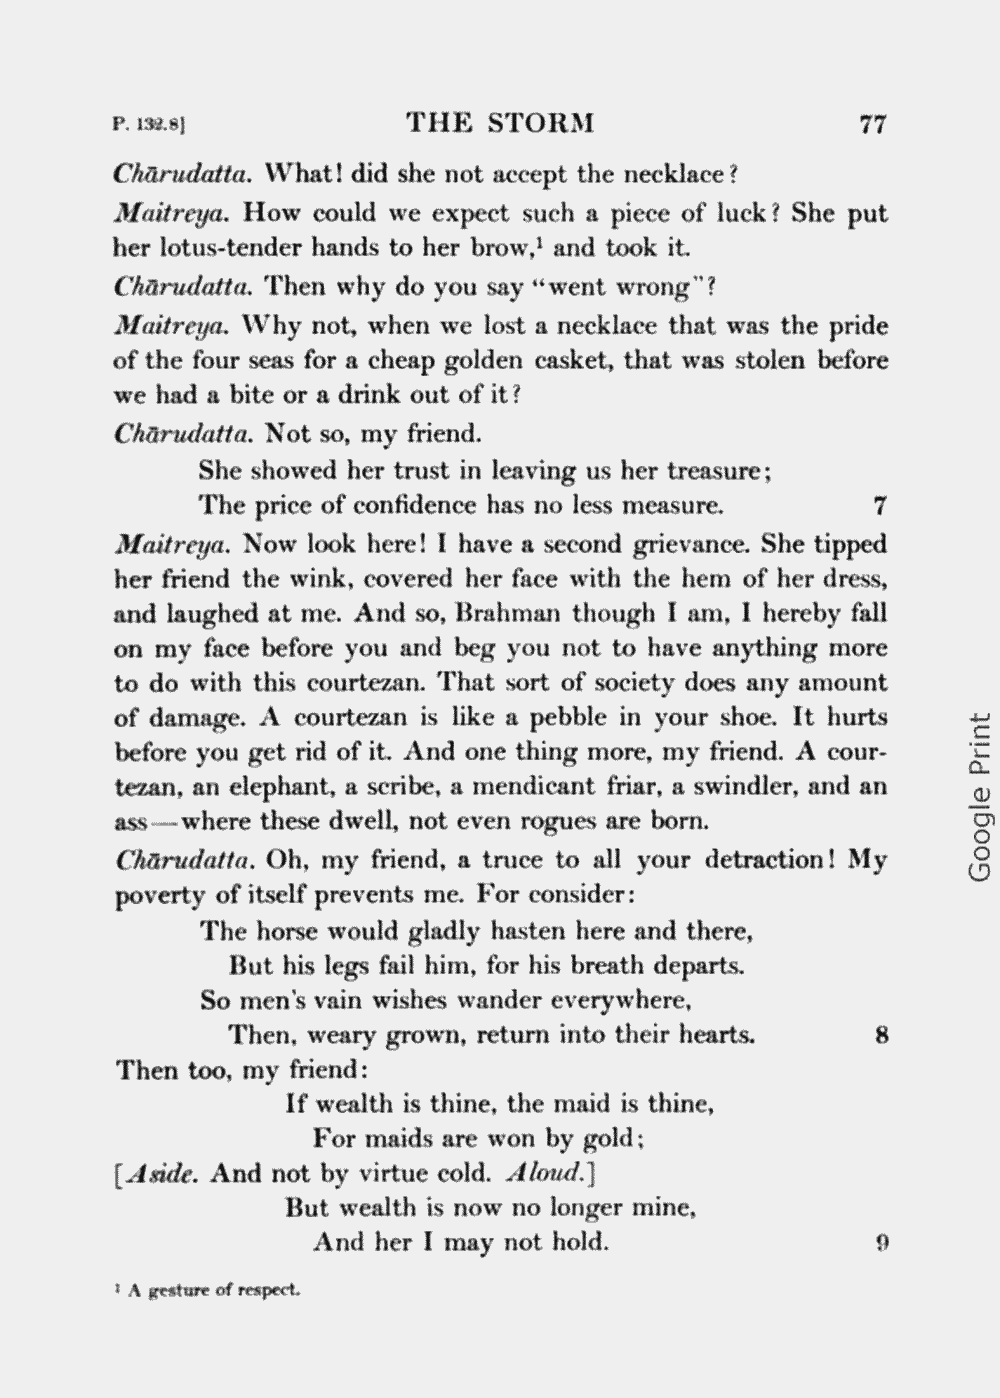 P. 132.8] THE STORM 77
Chārudatta. What! did she not accept the necklace?
Maitreya. How could we expect such a piece of luck? She put
her lotus-tender hands to her brow,¹ and took it.
Chārudatta. Then why do you say “went wrong”?
Maitreya. Why not, when we lost a necklace that was the pride
of the four seas for a cheap golden casket, that was stolen before
we had a bite or a drink out of it?
Chārudatta. Not so, my friend.
She showed her trust in leaving us her treasure;
The price of confidence has no less measure. 7
Maitreya. Now look here! I have a second grievance. She tipped
her friend the wink, covered her face with the hem of her dress,
and laughed at me. And so, Brahman though I am, I hereby fall
on my face before you and beg you not to have anything more
to do with this courtezan. That sort of society does any amount
of damage. A courtezan is like a pebble in your shoe. It hurts
before you get rid of it. And one thing more, my friend. A cour-
tezan, an elephant, a scribe, a mendicant friar, a swindler, and an
ass—where these dwell, not even rogues are born.
Chārudatta. Oh, my friend, a truce to all your detraction! My
poverty of itself prevents me. For consider:
The horse would gladly hasten here and there,
But his legs fail him, for his breath departs.
So men's vain wishes wander everywhere,
Then, weary grown, return into their hearts. 8
Then too, my friend:
If wealth is thine, the maid is thine,
For maids are won by gold;
[Aside. And not by virtue cold. Aloud.]
But wealth is now no longer mine,
And her I may not hold. 9
¹ A gesture of respect.
Google Print